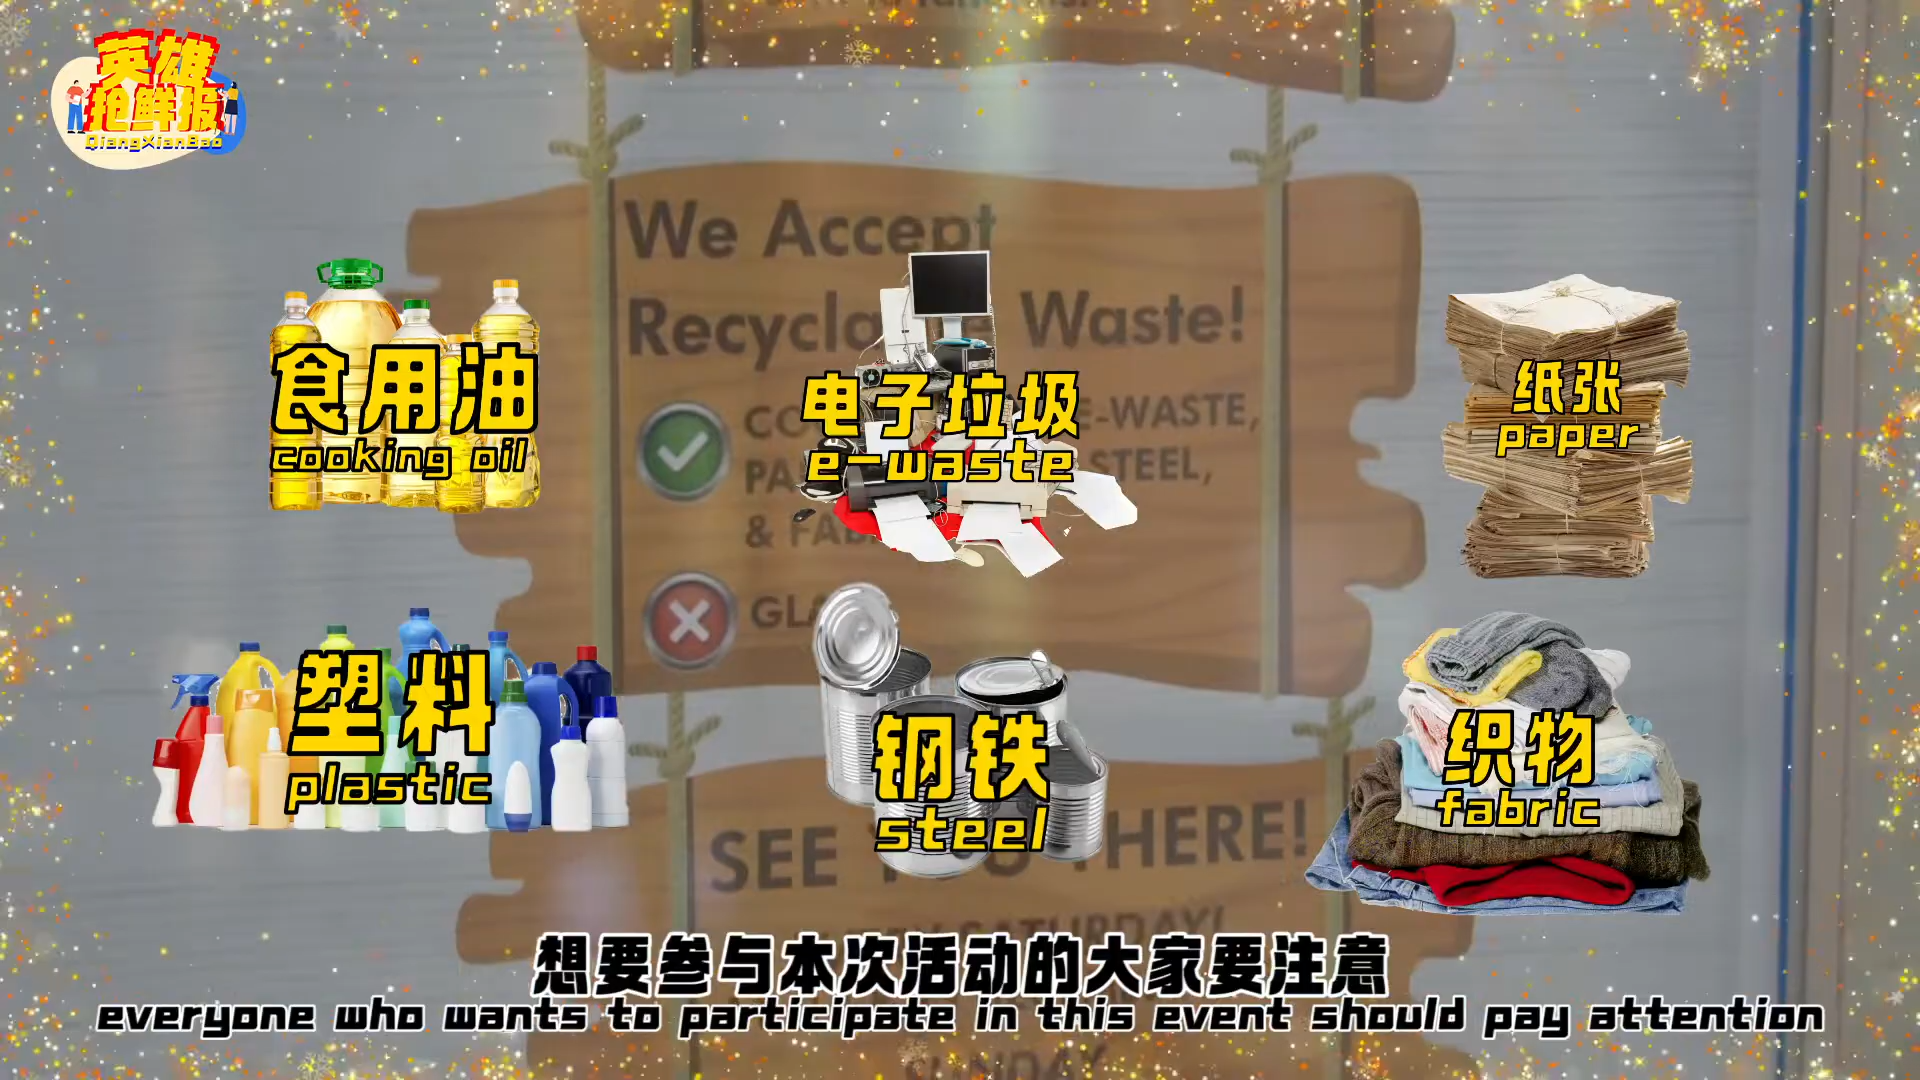 英雄
抢鲜报
QiangXianBao
We Accept
Waste!
E-WASTE,
STEEL,
食用油
cooking oil
电子垃圾
e-waste
纸张
paper
塑料
plastic
钢铁
steel
织物
fabric
SEE THERE!
想要参与本次活动的大家要注意
everyone who wants to participate in this event should pay attention